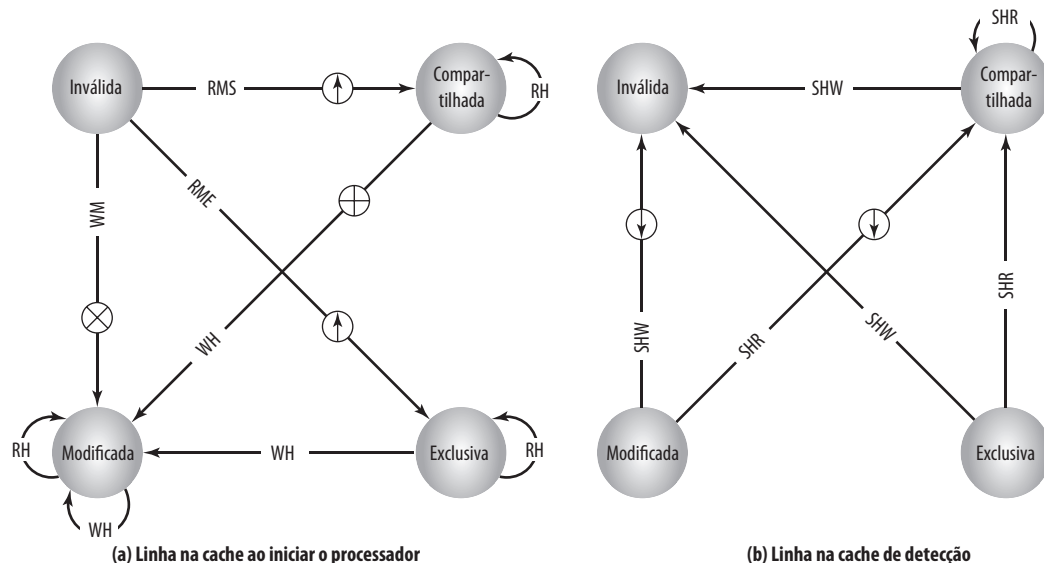 SHR
Inválida
RMS
Compar-
tilhada
RH
Inválida
SHW
Compar-
tilhada
RME
WM
WH
SHR
SHW
SHR
SHW
RH
Modificada
WH
Exclusiva
RH
Modificada
Exclusiva
WH
(a) Linha na cache ao iniciar o processador
(b) Linha na cache de detecção